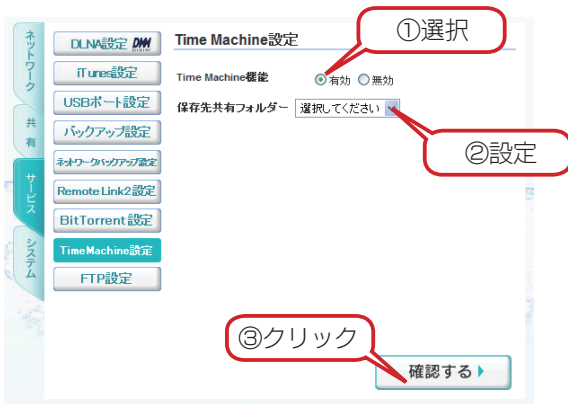 ネットワーク
共有
サービス
システム
DLNA設定 DiXiM
iTunes設定
USBポート設定
バックアップ設定
ネットワークバックアップ設定
Remote Link2設定
BitTorrent設定
TimeMachine設定
FTP設定
Time Machine設定
①選択
Time Machine機能 有効 無効
保存先共有フォルダー 選択してください
②設定
③クリック
確認する